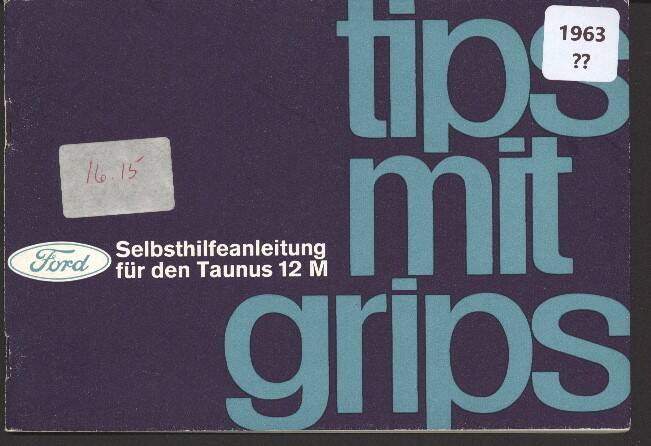 tips
1963
??
mit
16.15
Ford
Selbsthilfeanleitung
für den Taunus 12 M
grips